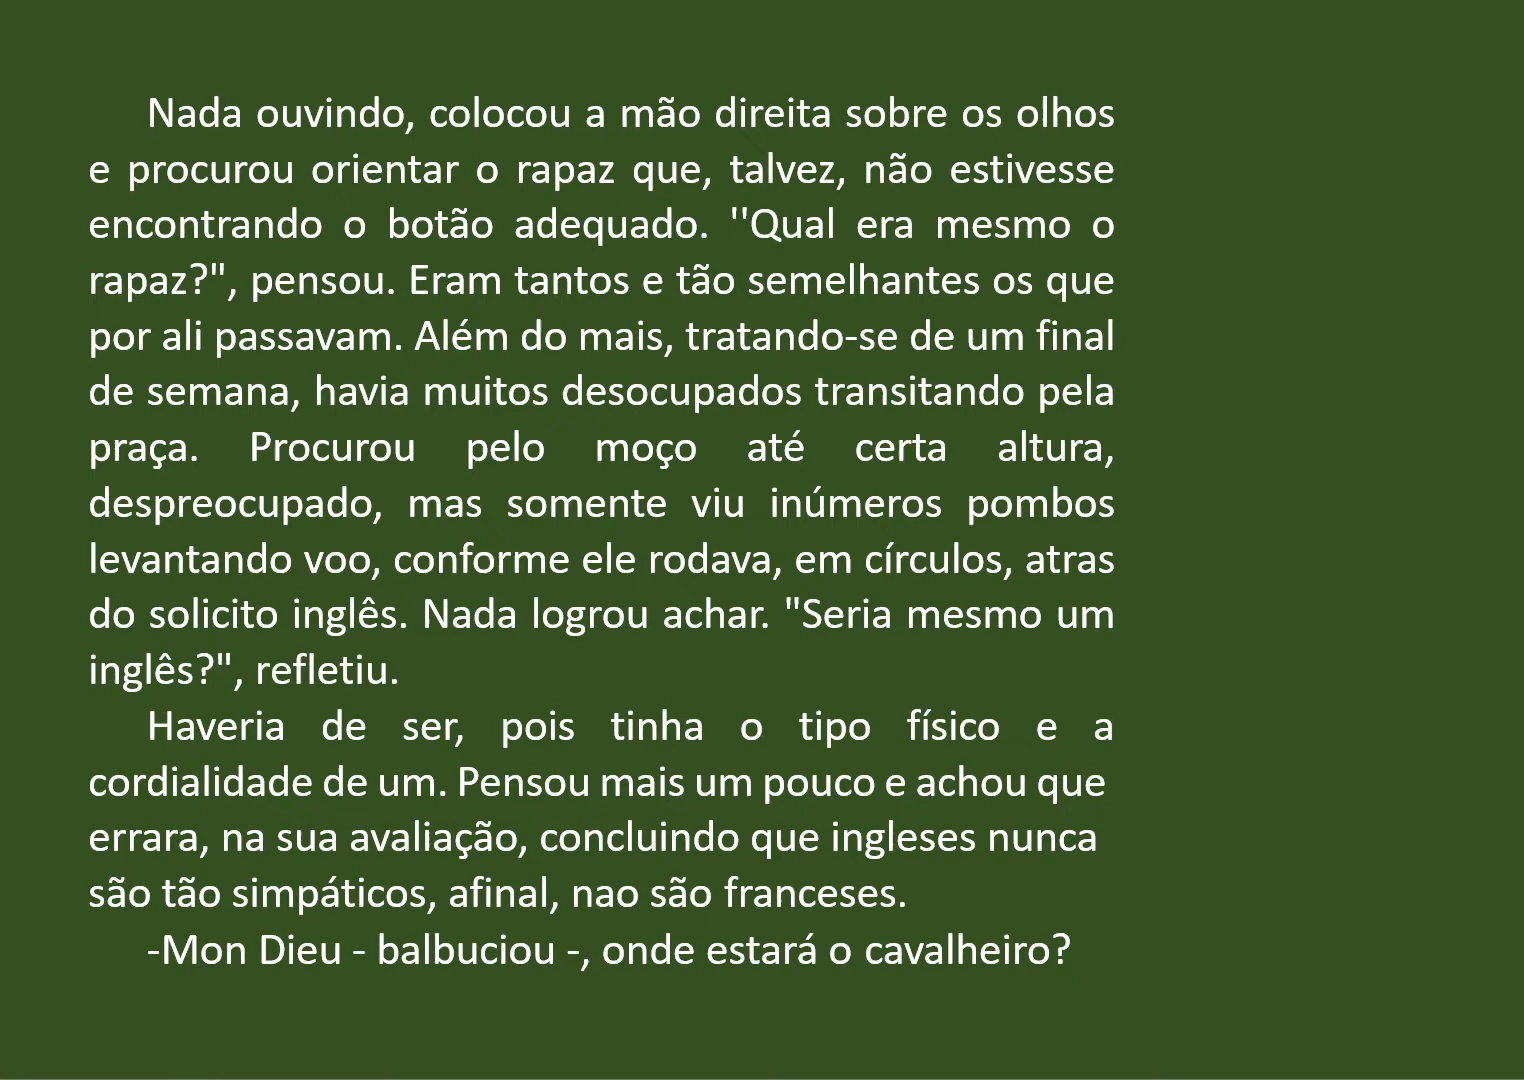 Nada ouvindo, colocou a mão direita sobre os olhos
e procurou orientar o rapaz que, talvez, não estivesse
encontrando o botão adequado. ''Qual era mesmo o
rapaz?", pensou. Eram tantos e tão semelhantes os que
por ali passavam. Além do mais, tratando-se de um final
de semana, havia muitos desocupados transitando pela
praça. Procurou pelo moço até certa altura,
despreocupado, mas somente viu inúmeros pombos
levantando voo, conforme ele rodava, em círculos, atras
do solicito inglês. Nada logrou achar. "Seria mesmo um
inglês?", refletiu.
Haveria de ser, pois tinha o tipo físico e a
cordialidade de um. Pensou mais um pouco e achou que
errara, na sua avaliação, concluindo que ingleses nunca
são tão simpáticos, afinal, nao são franceses.
-Mon Dieu - balbuciou -, onde estará o cavalheiro?